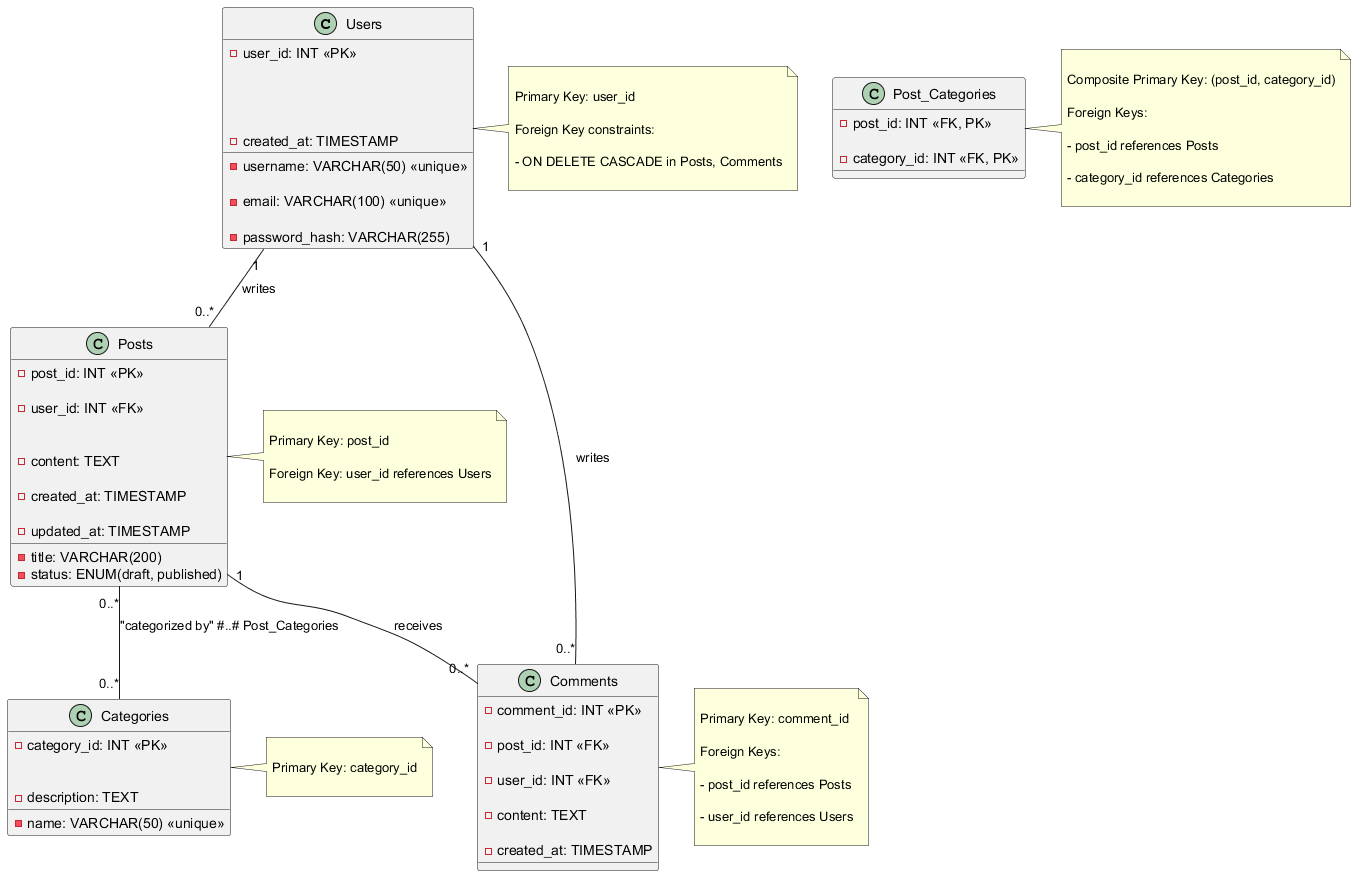 Users
user_id: INT «PK»
created_at: TIMESTAMP
username: VARCHAR(50) «unique»
email: VARCHAR(100) «unique»
password_hash: VARCHAR(255)
Primary Key: user_id
Foreign Key constraints:
- ON DELETE CASCADE in Posts, Comments
Post_Categories
post_id: INT «FK, PK»
category_id: INT «FK, PK»
Composite Primary Key: (post_id, category_id)
Foreign Keys:
- post_id references Posts
- category_id references Categories
1
writes
0..*
1
writes
0..*
Posts
post_id: INT «PK»
user_id: INT «FK»
content: TEXT
created_at: TIMESTAMP
updated_at: TIMESTAMP
title: VARCHAR(200)
status: ENUM(draft, published)
Primary Key: post_id
Foreign Key: user_id references Users
0..*
"categorized by" #..# Post_Categories
0..*
1
receives
0..*
Categories
category_id: INT «PK»
description: TEXT
name: VARCHAR(50) «unique»
Primary Key: category_id
Comments
comment_id: INT «PK»
post_id: INT «FK»
user_id: INT «FK»
content: TEXT
created_at: TIMESTAMP
Primary Key: comment_id
Foreign Keys:
- post_id references Posts
- user_id references Users